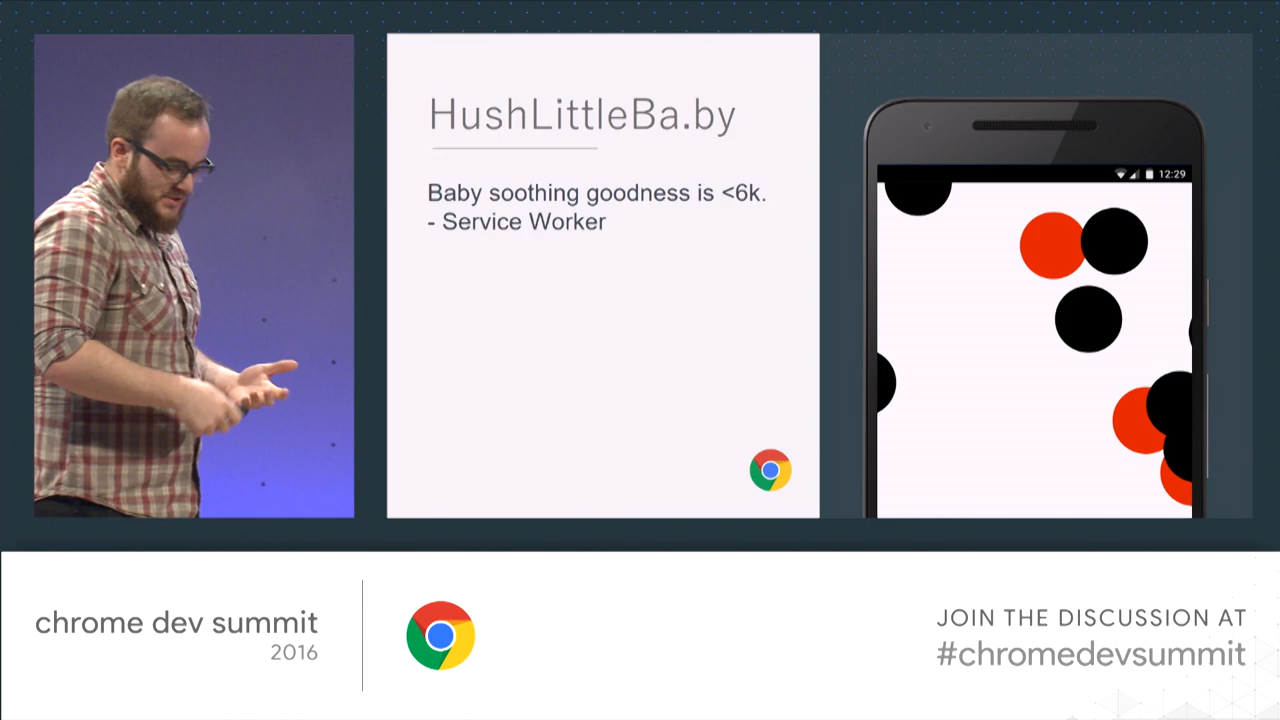 HushLittleBa.by
Baby soothing goodness is <6k.
- Service Worker
12:29
chrome dev summit
2016
JOIN THE DISCUSSION AT
#chromedevsummit